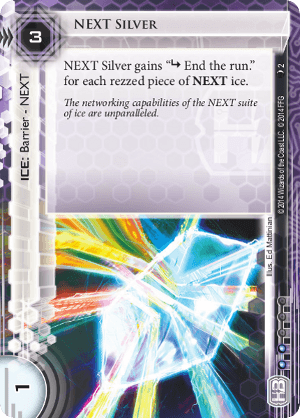 NEXT Silver
3
NEXT Silver gains “↳ End the run.”
for each rezzed piece of NEXT ice.
The networking capabilities of the NEXT suite
of ice are unparalleled.
ICE: Barrier - NEXT
2
© 2014 Wizards of the Coast LLC. © 2014 FFG
Illus. Ed Mattinian
1
HB